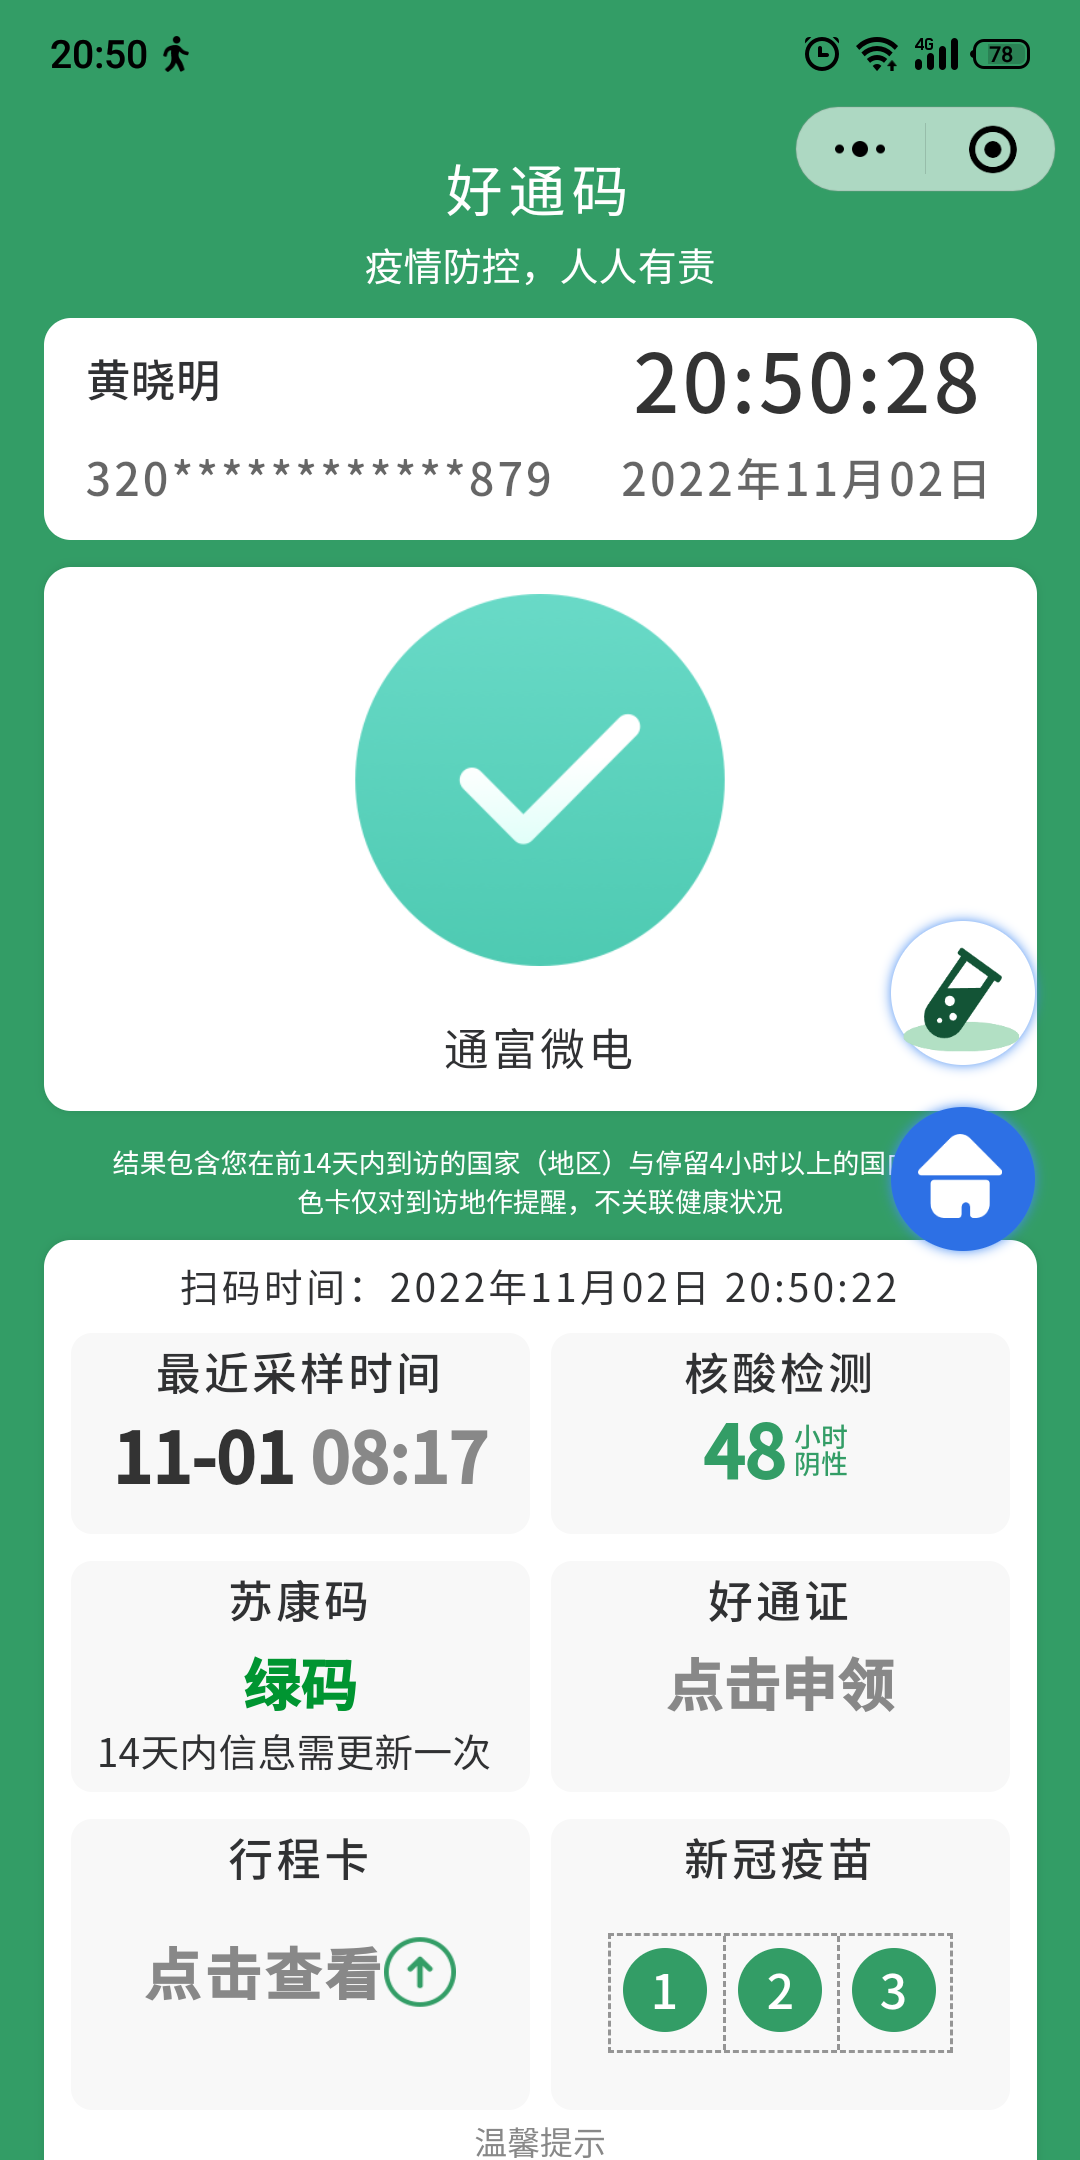 20:50
4G
78
好通码
疫情防控，人人有责
黄晓明
20:50:28
320************879
2022年11月02日
通富微电
结果包含您在前14天内到访的国家（地区）与停留4小时以上的国
色卡仅对到访地作提醒，不关联健康状况
扫码时间：2022年11月02日 20:50:22
最近采样时间
11-01 08:17
核酸检测
48 小时
阴性
苏康码
绿码
14天内信息需更新一次
好通证
点击申领
行程卡
点击查看
新冠疫苗
1 2 3
温馨提示